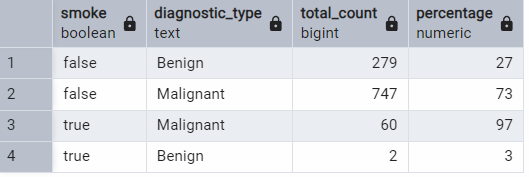 smoke diagnostic_type total_count percentage
boolean text bigint numeric
1 false Benign 279 27
2 false Malignant 747 73
3 true Malignant 60 97
4 true Benign 2 3